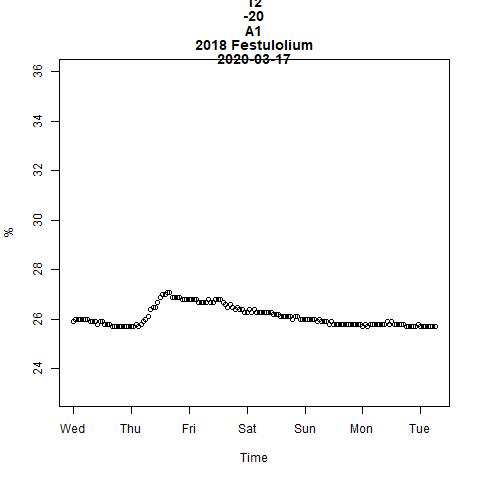 T2
-20
A1
2018 Festulolium
2020-03-17
36
34
32
30
28
26
24
%
Wed Thu Fri Sat Sun Mon Tue
Time